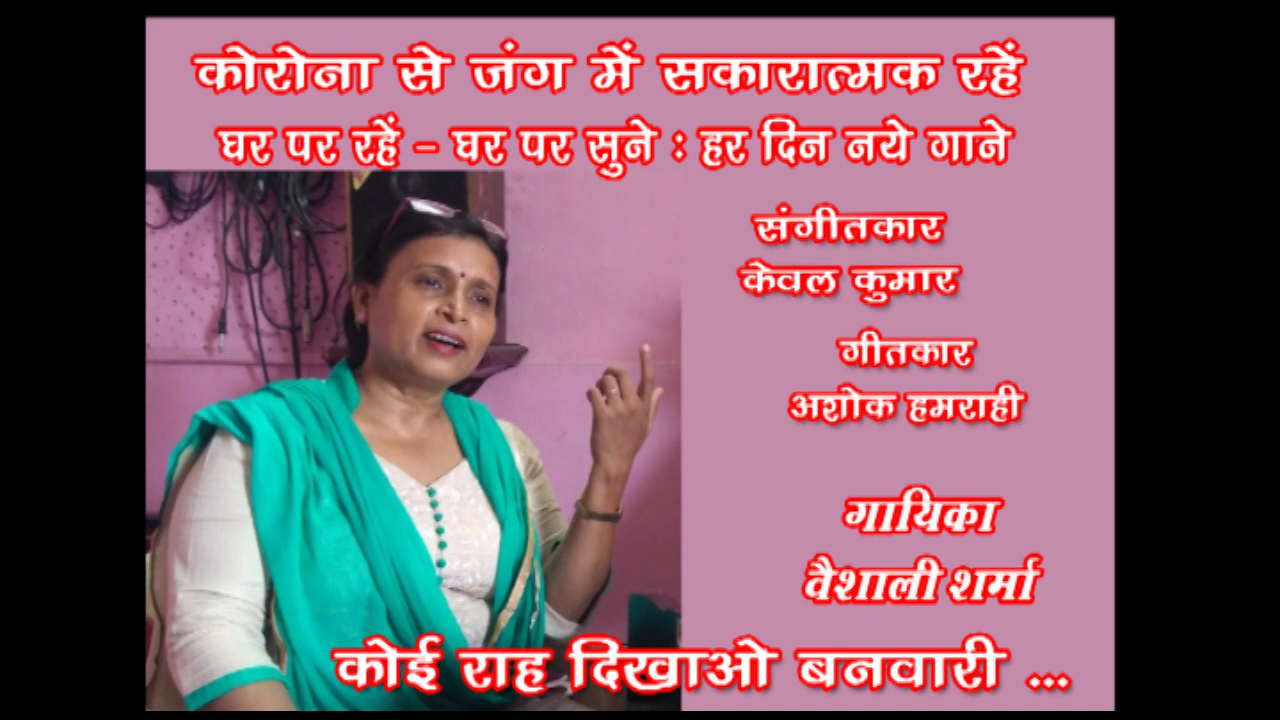 कोरोना से जंग में सकारात्मक रहें
घर पर रहें - घर पर सुने : हर दिन नये गाने
संगीतकार
केवल कुमार
गीतकार
अशोक हमराही
गायिका
वैशाली शर्मा
कोई राह दिखाओ बनवारी ...